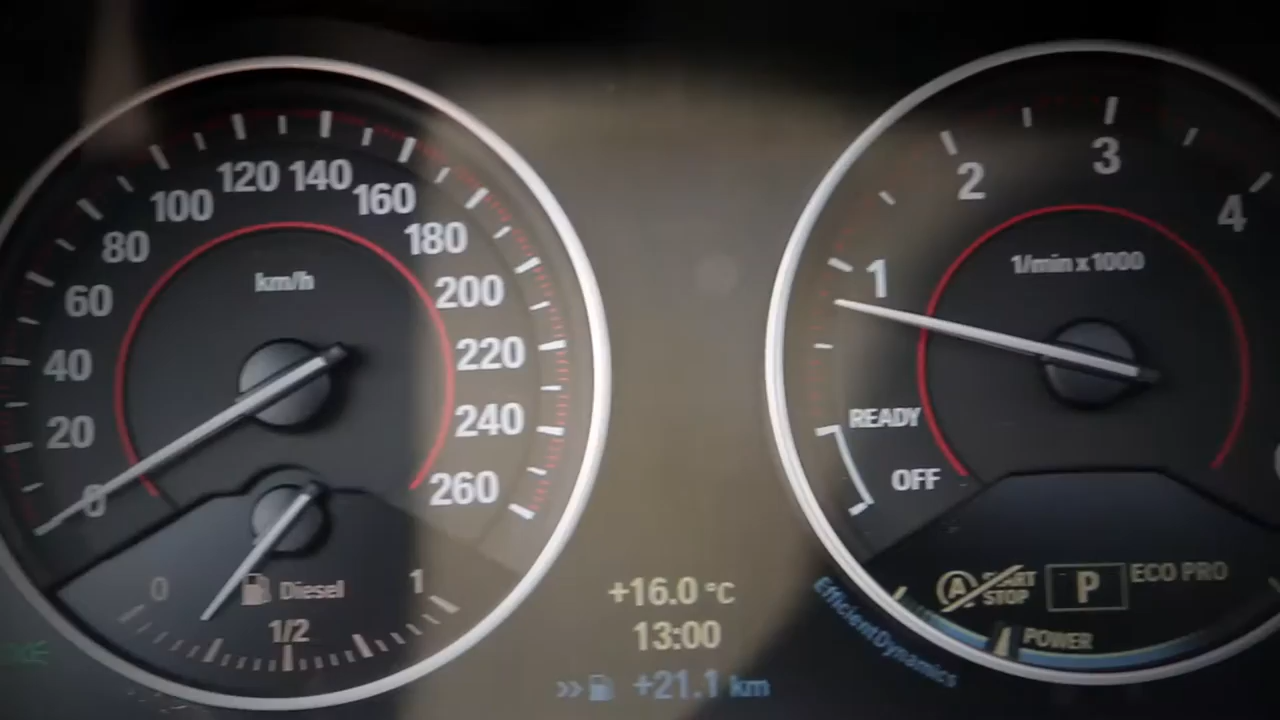 120 140
100 160
80 180
km/h
60 200
40 220
20 240
0 260
0 Diesel 1
1/2
+16.0 °C
13:00
+21.1 km
2 3 4
1 1/min x 1000
READY
OFF
A START STOP P ECO PRO
POWER
EfficientDynamics